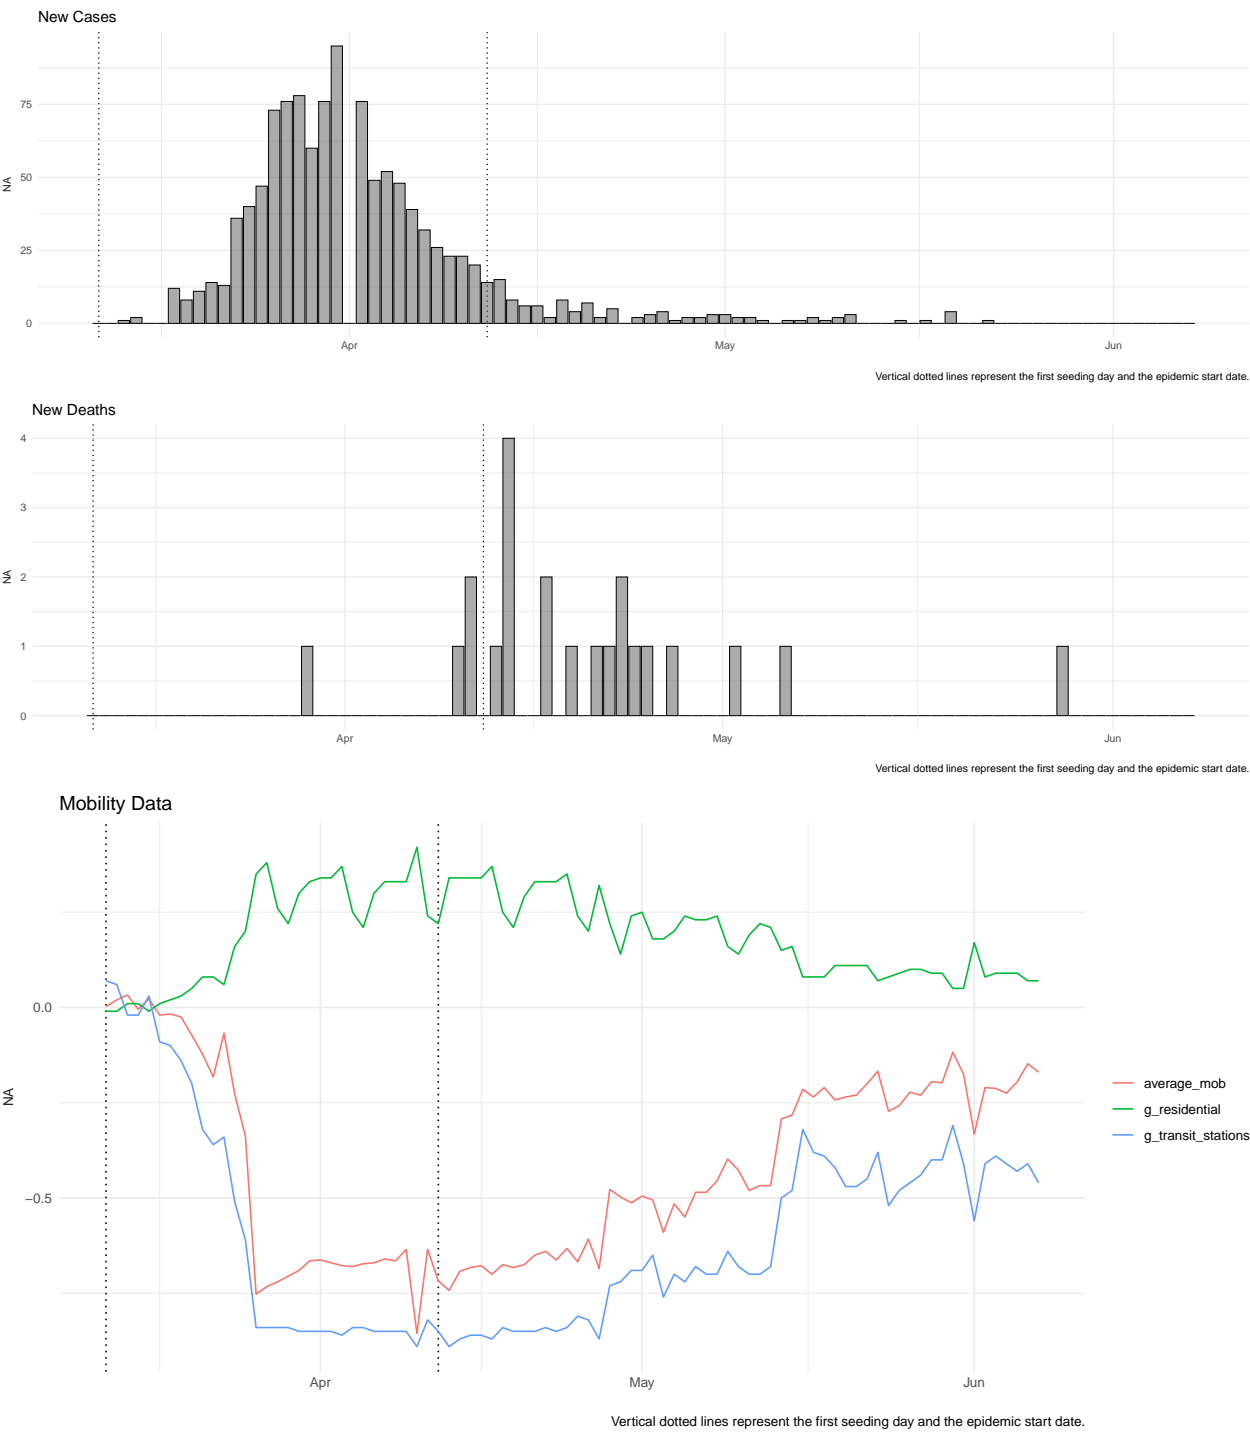 New Cases
NA
75
50
25
0
Apr
May
Jun
Vertical dotted lines represent the first seeding day and the epidemic start date.
New Deaths
NA
4
3
2
1
0
Apr
May
Jun
Vertical dotted lines represent the first seeding day and the epidemic start date.
Mobility Data
NA
0.0
−0.5
average_mob
g_residential
g_transit_stations
Apr
May
Jun
Vertical dotted lines represent the first seeding day and the epidemic start date.